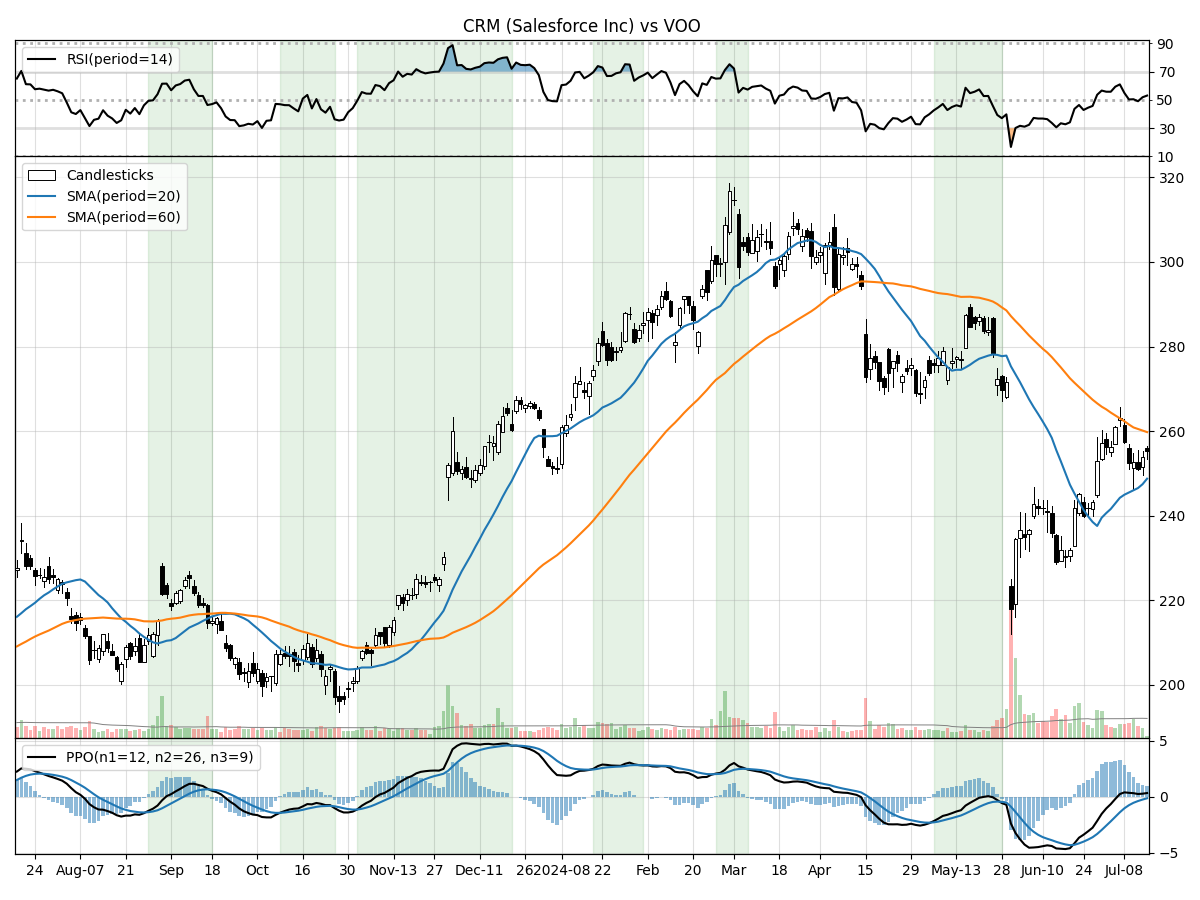 CRM (Salesforce Inc) vs VOO
RSI(period=14)
90
70
50
30
10
Candlesticks
SMA(period=20)
SMA(period=60)
320
300
280
260
240
220
200
PPO(n1=12, n2=26, n3=9)
5
0
−5
24 Aug-07 21 Sep 18 Oct 16 30 Nov-13 27 Dec-11 26 2024-08 22 Feb 20 Mar 18 Apr 15 29 May-13 28 Jun-10 24 Jul-08